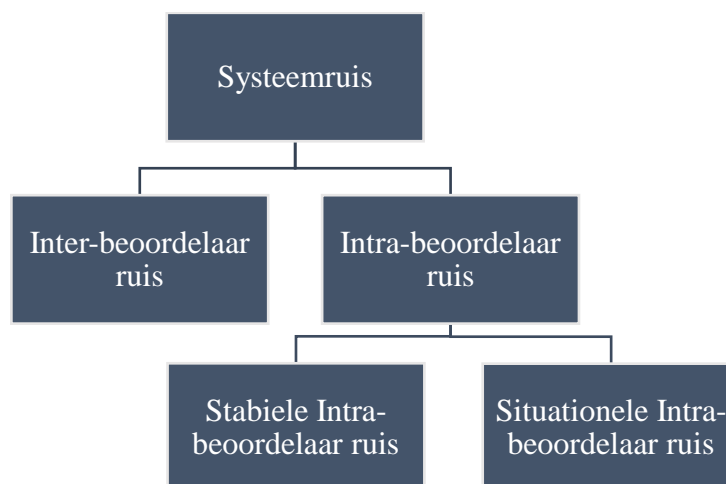 Systeemruis
Inter-beoordelaar
ruis
Intra-beoordelaar
ruis
Stabiele Intra-
beoordelaar ruis
Situationele Intra-
beoordelaar ruis